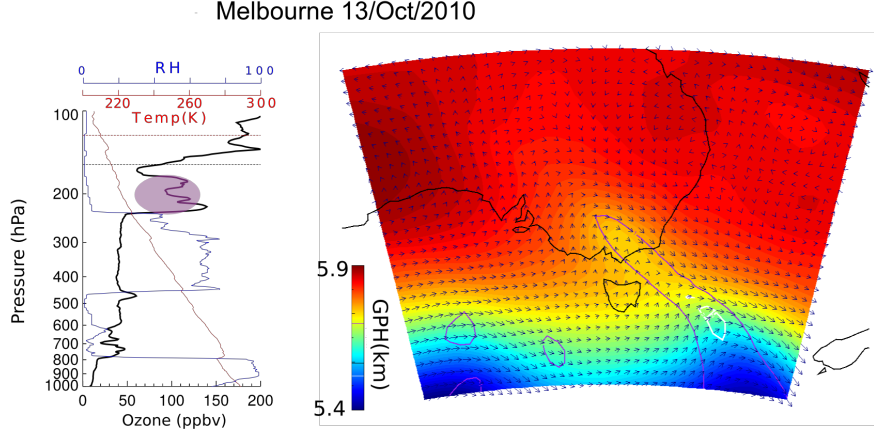 Melbourne 13/Oct/2010
0 RH 100
220 260 300
Temp(K)
100
200
300
400
500
600
700
800
900
1000
Pressure (hPa)
0 50 100 150 200
Ozone (ppbv)
5.9
GPH(km)
5.4